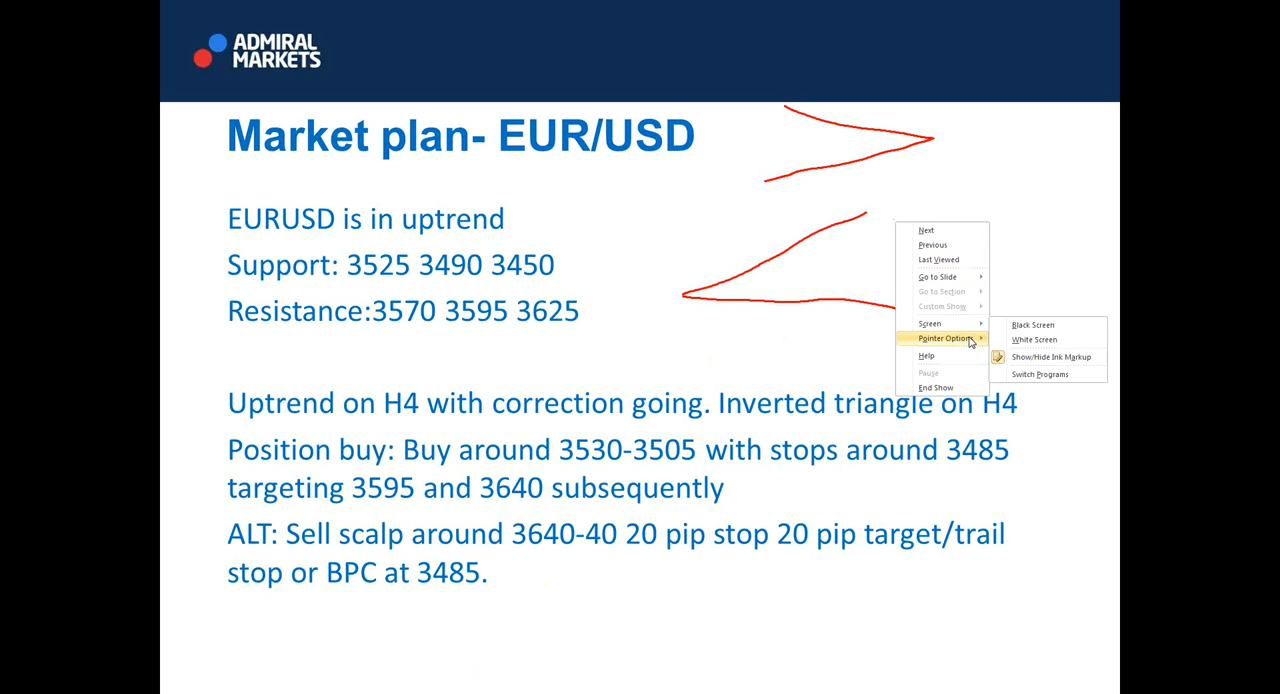 ADMIRAL
MARKETS
Market plan- EUR/USD
EURUSD is in uptrend
Support: 3525 3490 3450
Resistance:3570 3595 3625
Next
Previous
Last Viewed
Go to Slide
Go to Section
Custom Show
Screen
Pointer Options
Help
Pause
End Show
Black Screen
White Screen
Show/Hide Ink Markup
Switch Programs
Uptrend on H4 with correction going. Inverted triangle on H4
Position buy: Buy around 3530-3505 with stops around 3485
targeting 3595 and 3640 subsequently
ALT: Sell scalp around 3640-40 20 pip stop 20 pip target/trail
stop or BPC at 3485.